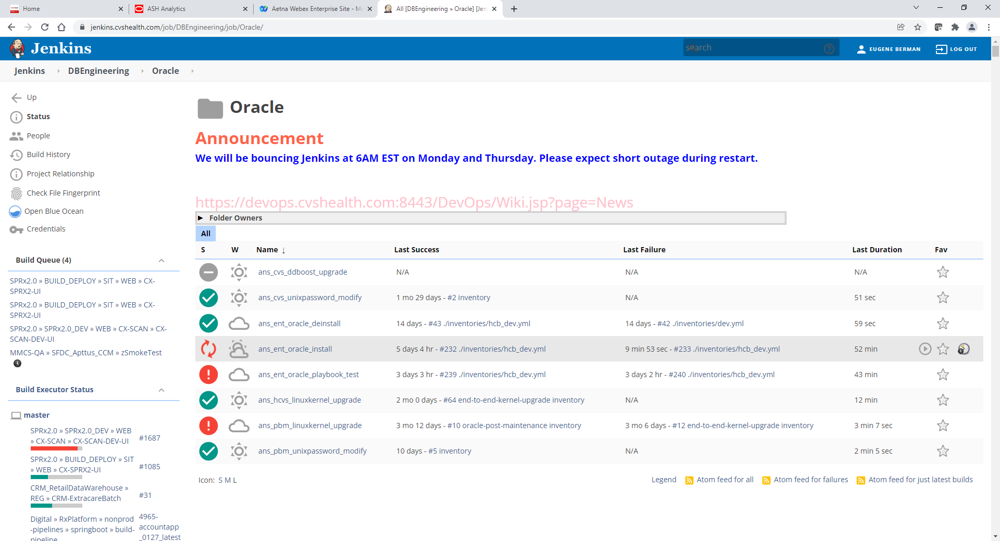 Home
ASH Analytics
Aetna Webex Enterprise Site - M
All [DBEngineering » Oracle] [Jen
jenkins.cvshealth.com/job/DBEngineering/job/Oracle/
Jenkins
search
EUGENE BERMAN
LOG OUT
Jenkins
DBEngineering
Oracle
Up
Status
People
Build History
Project Relationship
Check File Fingerprint
Open Blue Ocean
Credentials
Build Queue (4)
SPRx2.0 » BUILD_DEPLOY » SIT » WEB » CX-
SPRX2-UI
SPRx2.0 » BUILD_DEPLOY » SIT » WEB » CX-
SPRX2-UI
SPRx2.0 » SPRx2.0_DEV » WEB » CX-SCAN » CX-
SCAN-DEV-UI
MMCS-QA » SFDC_Apttus_CCM » zSmokeTest
Build Executor Status
master
SPRx2.0 » SPRx2.0_DEV » WEB
» CX-SCAN » CX-SCAN-DEV-UI
#1687
SPRx2.0 » BUILD_DEPLOY » SIT
» WEB » CX-SPRX2-UI
#1085
CRM_RetailDataWarehouse »
REG » CRM-ExtracareBatch
#31
Digital » RxPlatform » nonprod
-pipelines » springboot » build-
pipeline
4965-
accountapp
_0127_latest
Oracle
Announcement
We will be bouncing Jenkins at 6AM EST on Monday and Thursday. Please expect short outage during restart.
https://devops.cvshealth.com:8443/DevOps/Wiki.jsp?page=News
Folder Owners
All
S W Name ↓ Last Success Last Failure Last Duration Fav
ans_cvs_ddboost_upgrade N/A N/A N/A
ans_cvs_unixpassword_modify 1 mo 29 days - #2 inventory N/A 51 sec
ans_ent_oracle_deinstall 14 days - #43 ./inventories/hcb_dev.yml 14 days - #42 ./inventories/dev.yml 59 sec
ans_ent_oracle_install 5 days 4 hr - #232 ./inventories/hcb_dev.yml 9 min 53 sec - #233 ./inventories/hcb_dev.yml 52 min
ans_ent_oracle_playbook_test 3 days 3 hr - #239 ./inventories/hcb_dev.yml 3 days 2 hr - #240 ./inventories/hcb_dev.yml 43 min
ans_hcvs_linuxkernel_upgrade 2 mo 0 days - #64 end-to-end-kernel-upgrade inventory N/A 12 min
ans_pbm_linuxkernel_upgrade 3 mo 12 days - #10 oracle-post-maintenance inventory 3 mo 6 days - #12 end-to-end-kernel-upgrade inventory 3 min 7 sec
ans_pbm_unixpassword_modify 10 days - #5 inventory N/A 2 min 5 sec
Icon: S M L
Legend Atom feed for all Atom feed for failures Atom feed for just latest builds